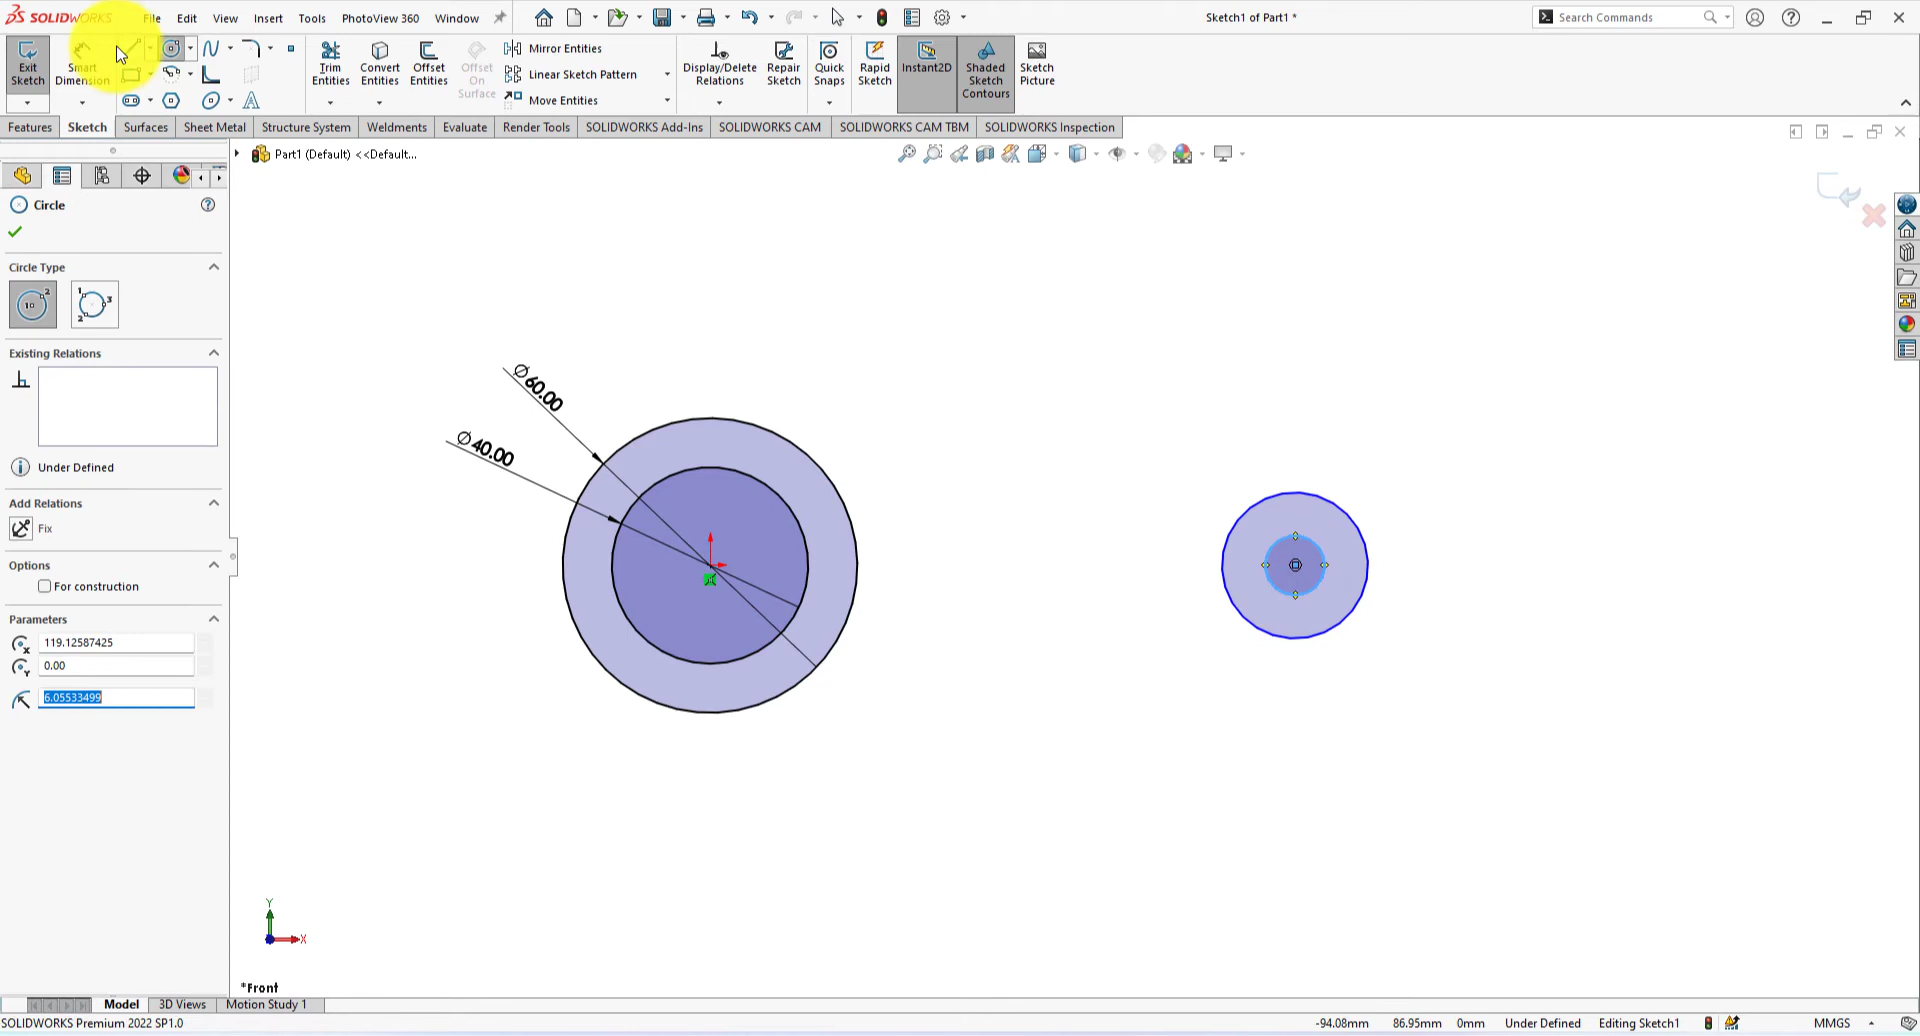 SOLIDWORKS File Edit View Insert Tools PhotoView 360 Window Sketch1 of Part1 * Search Commands
Exit Sketch
Smart Dimension
Trim Entities
Convert Entities
Offset Entities
Offset On Surface
Mirror Entities
Linear Sketch Pattern
Move Entities
Display/Delete Relations
Repair Sketch
Quick Snaps
Rapid Sketch
Instant2D
Shaded Sketch Contours
Sketch Picture
Features Sketch Surfaces Sheet Metal Structure System Weldments Evaluate Render Tools SOLIDWORKS Add-Ins SOLIDWORKS CAM SOLIDWORKS CAM TBM SOLIDWORKS Inspection
Part1 (Default) <<Default...
Circle
Circle Type
Existing Relations
Under Defined
Add Relations
Fix
Options
For construction
Parameters
119.12587425
0.00
6.05533499
∅60.00
∅40.00
Y
X
*Front
Model 3D Views Motion Study 1
SOLIDWORKS Premium 2022 SP1.0 -94.08mm 86.95mm 0mm Under Defined Editing Sketch1 MMGS